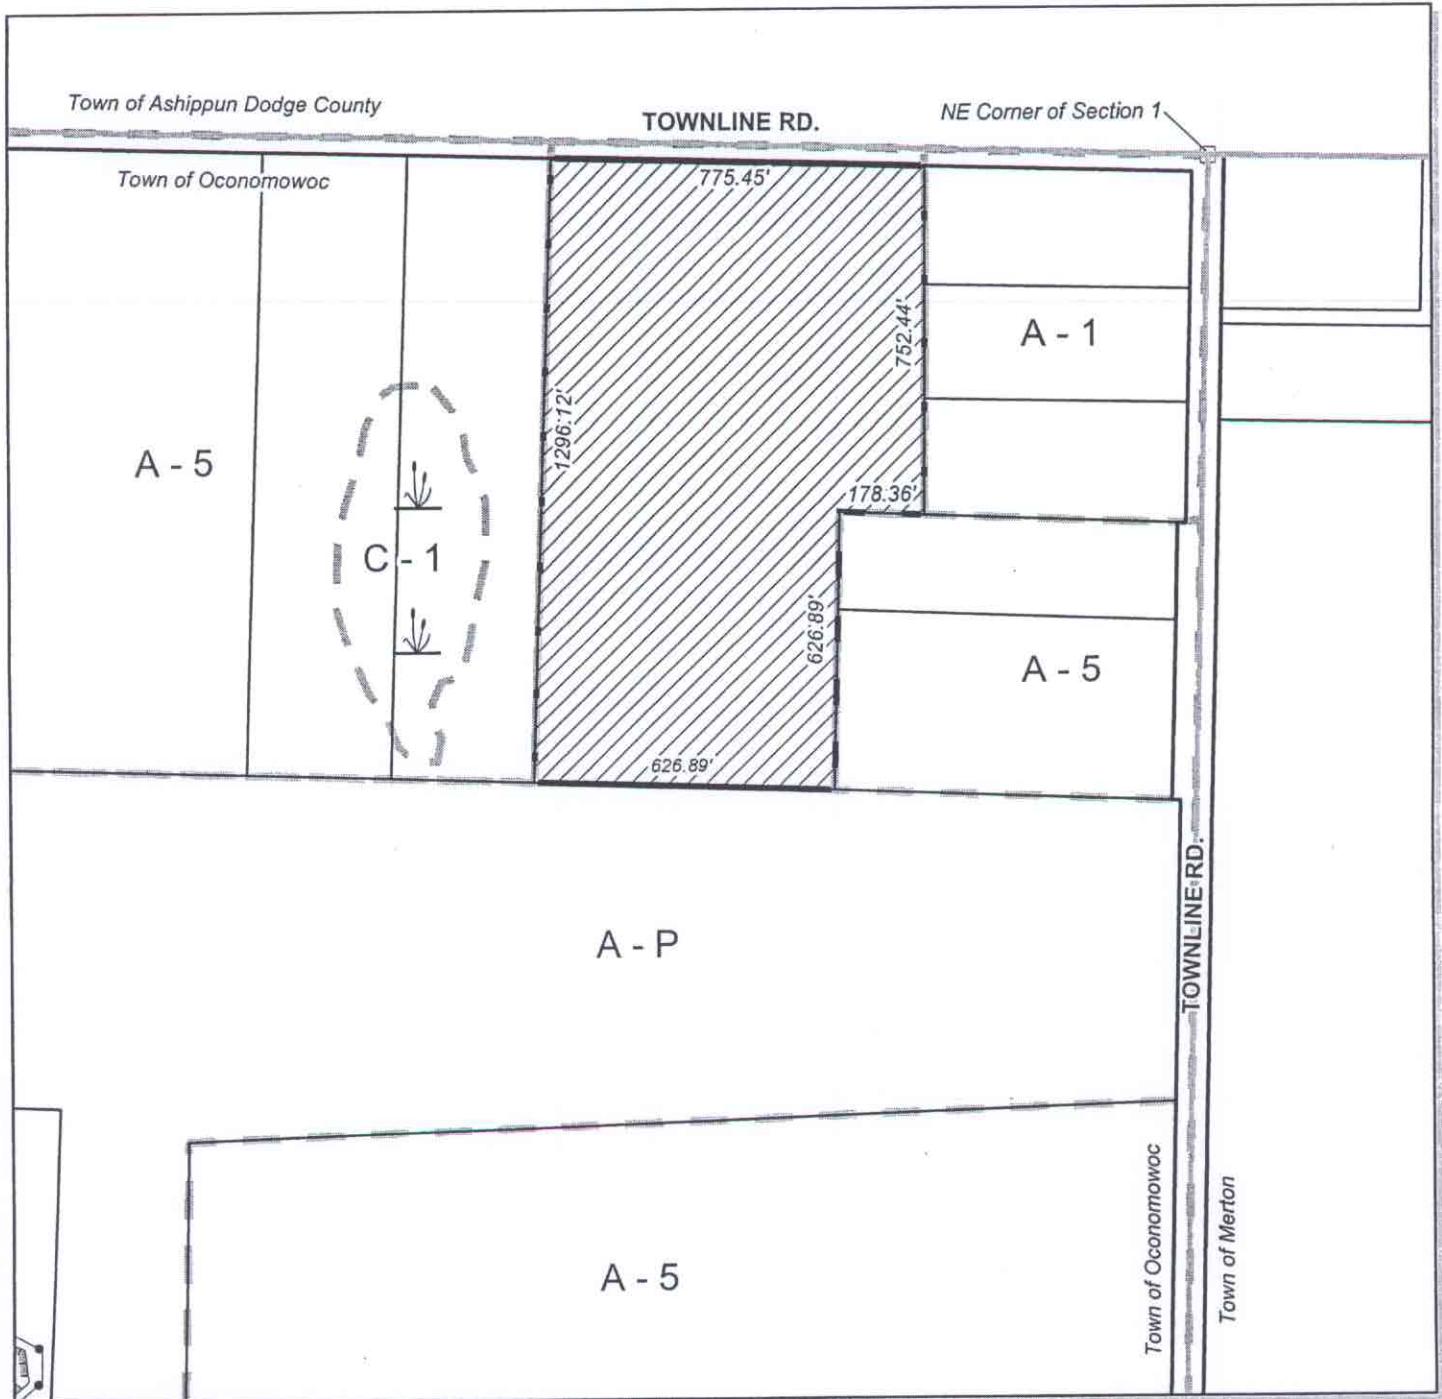 Town of Ashippun Dodge County
TOWNLINE RD.
NE Corner of Section 1
Town of Oconomowoc
775.45'
752.44'
A - 1
1296.12'
A - 5
178.36'
C - 1
626.89'
A - 5
626.89'
TOWNLINE RD.
A - P
Town of Oconomowoc
Town of Merton
A - 5